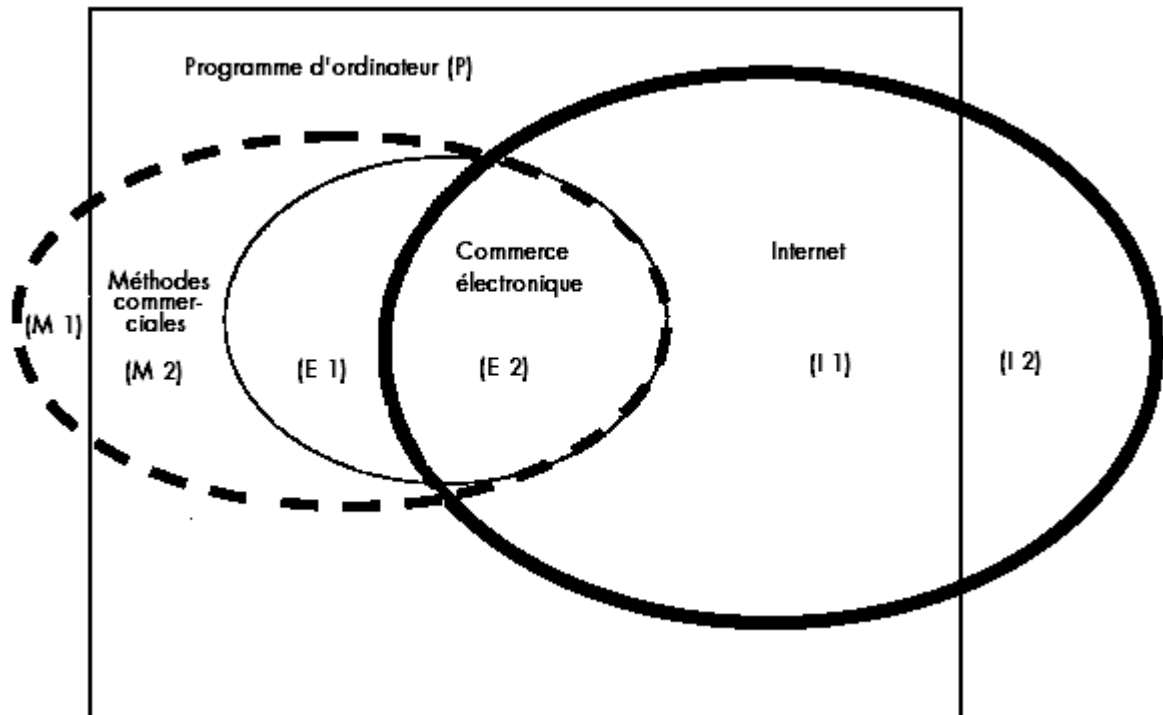 Programme d'ordinateur (P)
Commerce
électronique
Internet
Méthodes
commer-
ciales
(M 1)
(M 2)
(E 1)
(E 2)
(I 1)
(I 2)